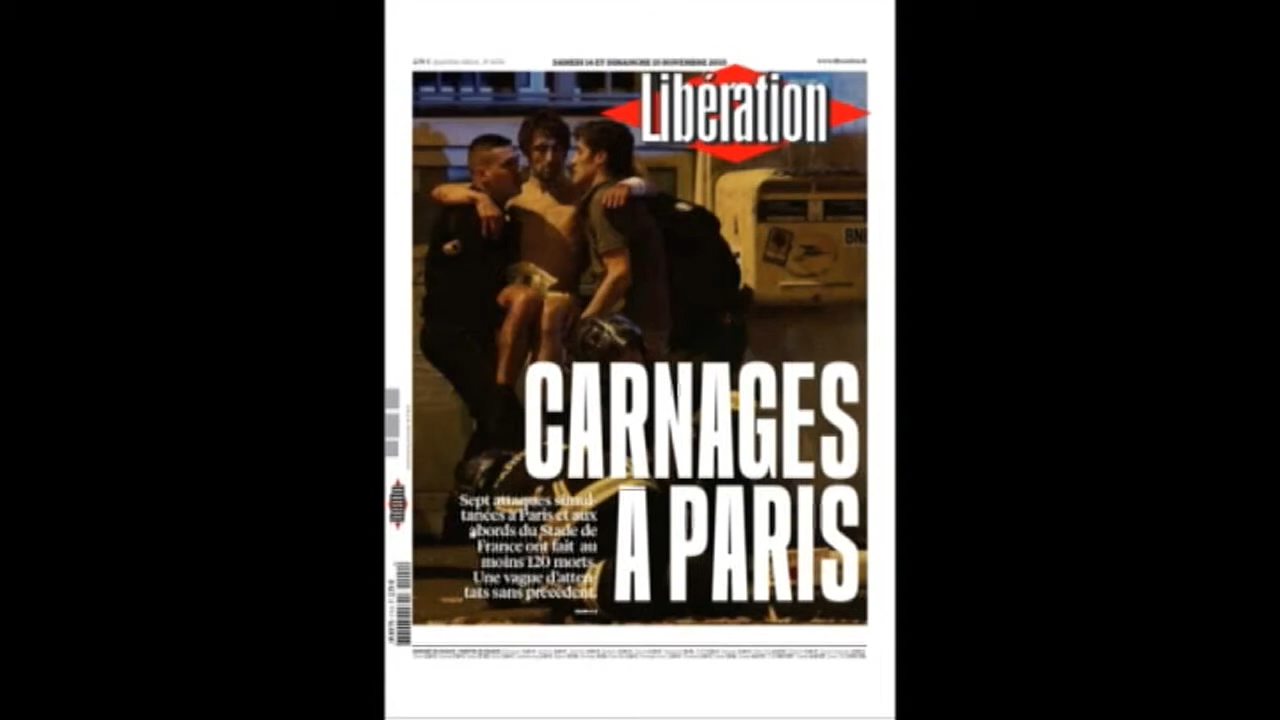 SAMEDI 14 ET DIMANCHE 15 NOVEMBRE 2015
Libération
BNP
CARNAGES
À PARIS
Sept attaques simul-
tanées à Paris et aux
abords du Stade de
France ont fait au
moins 120 morts.
Une vague d'atten-
tats sans précédent.